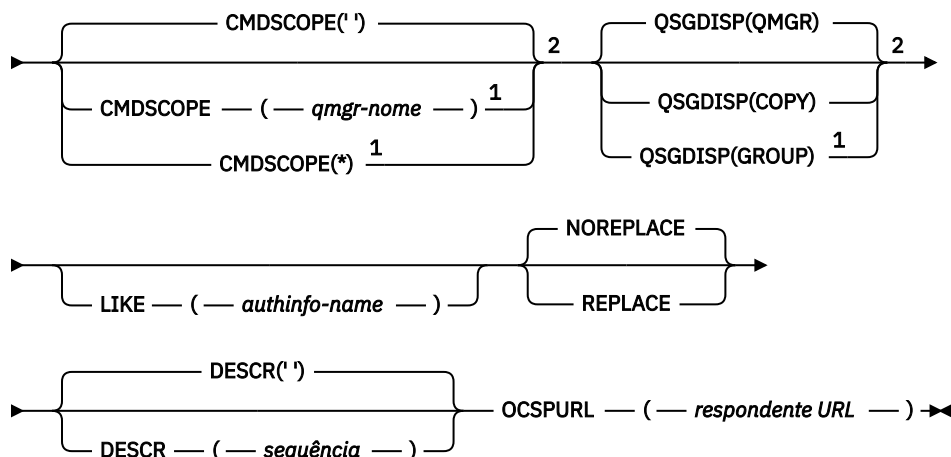 CMDSCOPE(' ') 2 QSGDISP(QMGR) 2
CMDSCOPE ( qmgr-nome ) 1 QSGDISP(COPY)
CMDSCOPE(*) 1 QSGDISP(GROUP) 1
NOREPLACE
LIKE ( authinfo-name ) REPLACE
DESCR(' ')
OCSPURL ( respondente URL )
DESCR ( sequência )